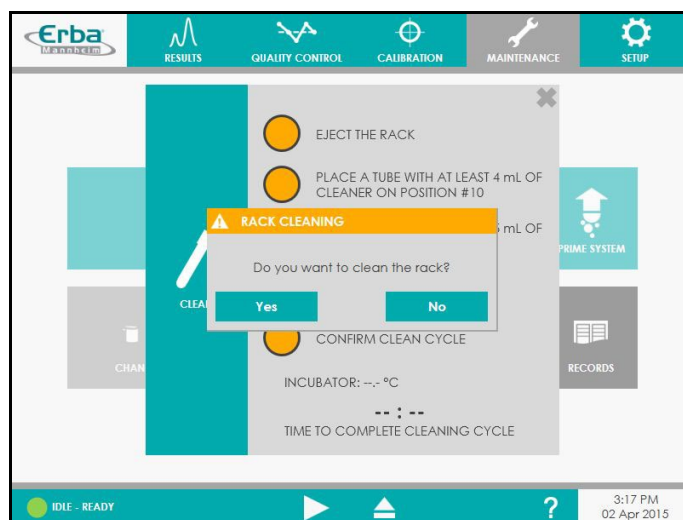 Erba
Mannheim
RESULTS
QUALITY CONTROL
CALIBRATION
MAINTENANCE
SETUP
EJECT THE RACK
PLACE A TUBE WITH AT LEAST 4 mL OF
CLEANER ON POSITION #10
mL OF
RACK CLEANING
Do you want to clean the rack?
Yes
No
PRIME SYSTEM
CLEA
CONFIRM CLEAN CYCLE
CHAN
RECORDS
INCUBATOR: --.- °C
-- : --
TIME TO COMPLETE CLEANING CYCLE
IDLE - READY
?
3:17 PM
02 Apr 2015